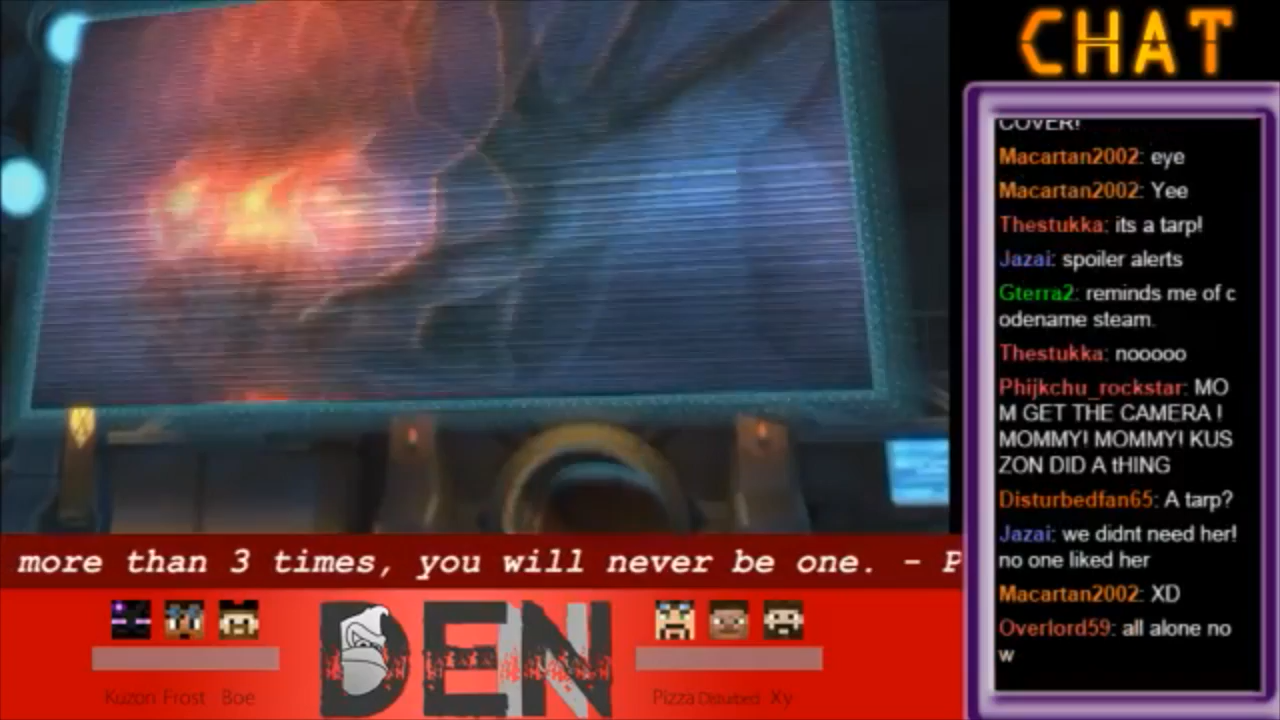 CHAT
COVER!
Macartan2002: eye
Macartan2002: Yee
Thestukka: its a tarp!
Jazai: spoiler alerts
Gterra2: reminds me of c
odename steam.
Thestukka: nooooo
Phijkchu_rockstar: MO
M GET THE CAMERA !
MOMMY! MOMMY! KUS
ZON DID A tHING
Disturbedfan65: A tarp?
Jazai: we didnt need her!
no one liked her
Macartan2002: XD
Overlord59: all alone no
w
more than 3 times, you will never be one. - P
DEN
Kuzon Frost Boe
Pizza Disturbed Xy